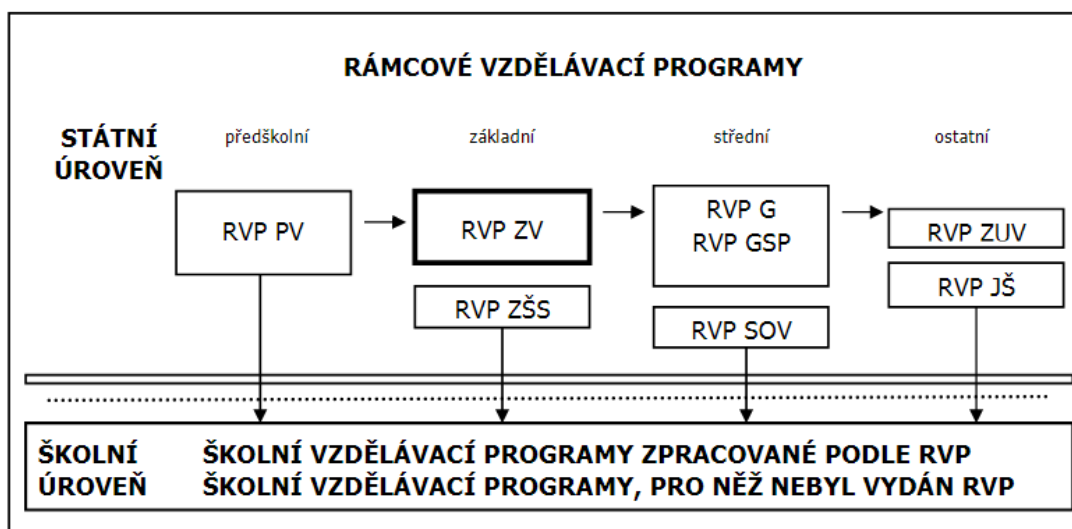 RÁMCOVÉ VZDĚLÁVACÍ PROGRAMY
STÁTNÍ
ÚROVEŇ
předškolní
základní
střední
ostatní
RVP PV
RVP ZV
RVP G
RVP GSP
RVP ZUV
RVP ZŠS
RVP JŠ
RVP SOV
ŠKOLNÍ ŠKOLNÍ VZDĚLÁVACÍ PROGRAMY ZPRACOVANÉ PODLE RVP
ÚROVEŇ ŠKOLNÍ VZDĚLÁVACÍ PROGRAMY, PRO NĚŽ NEBYL VYDÁN RVP